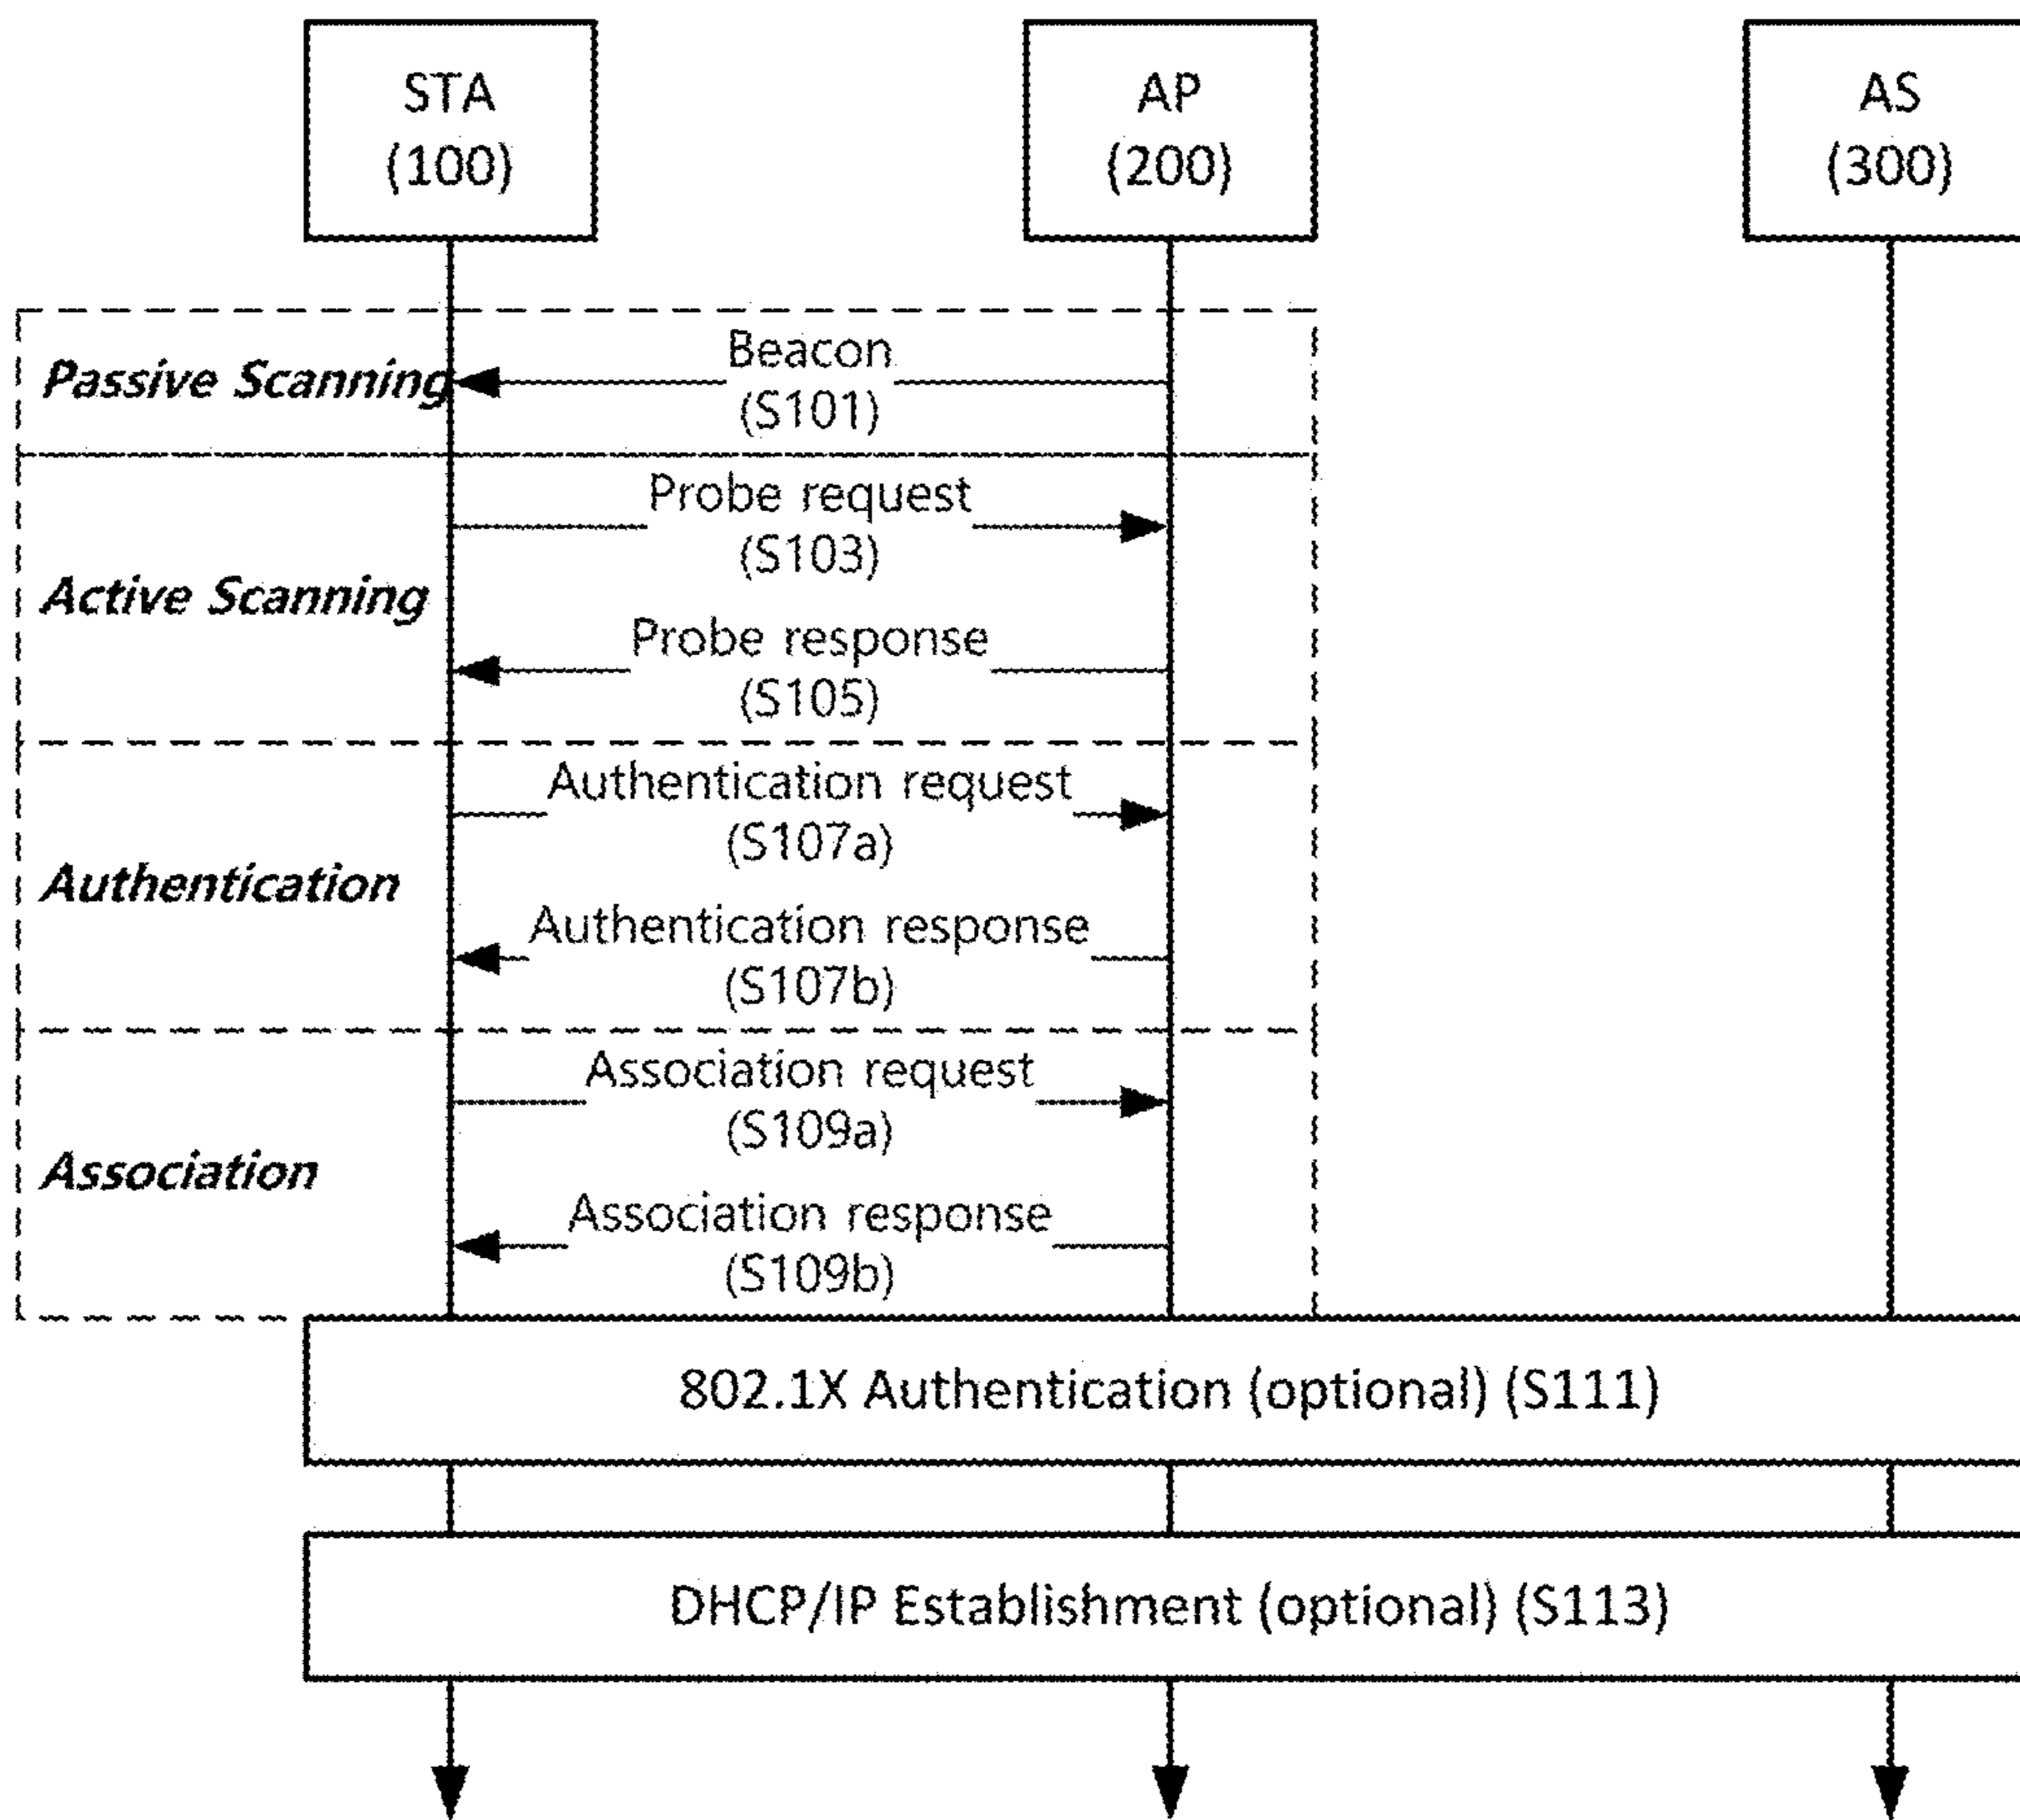 STA
(100)
AP
(200)
AS
(300)
Passive Scanning
Beacon
(S101)
Active Scanning
Probe request
(S103)
Probe response
(S105)
Authentication
Authentication request
(S107a)
Authentication response
(S107b)
Association
Association request
(S109a)
Association response
(S109b)
802.1X Authentication (optional) (S111)
DHCP/IP Establishment (optional) (S113)